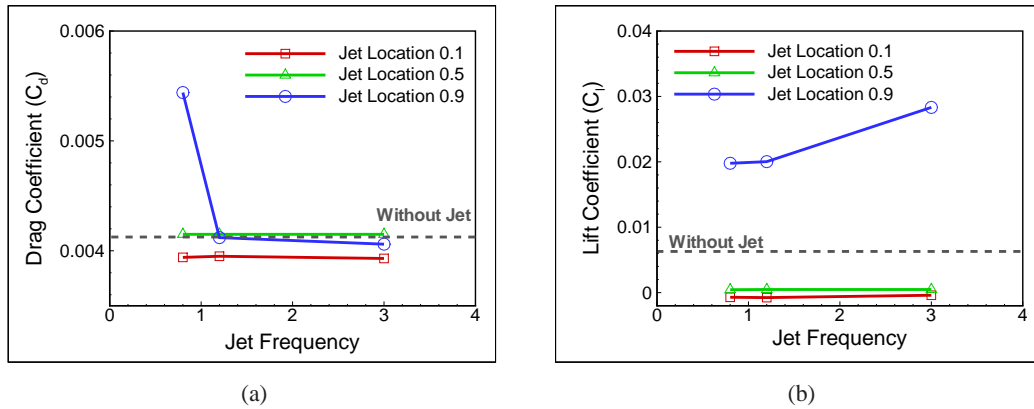 0.006
0.005
0.004
0
1
2
3
4
Drag Coefficient (C_d)
Jet Frequency
Jet Location 0.1
Jet Location 0.5
Jet Location 0.9
Without Jet
(a)
0.04
0.03
0.02
0.01
0
0
1
2
3
4
Lift Coefficient (C_l)
Jet Frequency
Jet Location 0.1
Jet Location 0.5
Jet Location 0.9
Without Jet
(b)